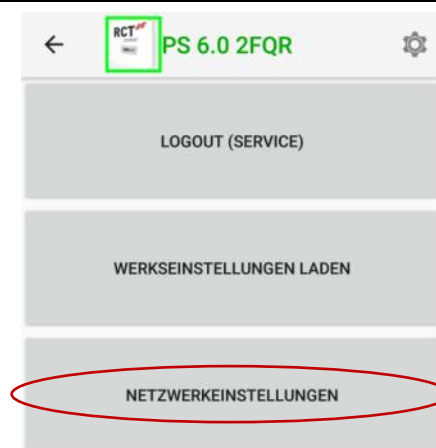 RCT
PS 6.0 2FQR
LOGOUT (SERVICE)
WERKSEINSTELLUNGEN LADEN
NETZWERKEINSTELLUNGEN